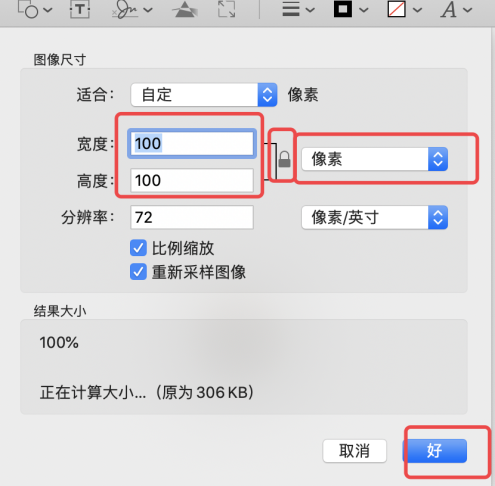 T
A
图像尺寸
适合： 自定 像素
宽度： 100
像素
高度： 100
分辨率： 72 像素/英寸
比例缩放
重新采样图像
结果大小
100%
正在计算大小...（原为 306 KB）
取消 好